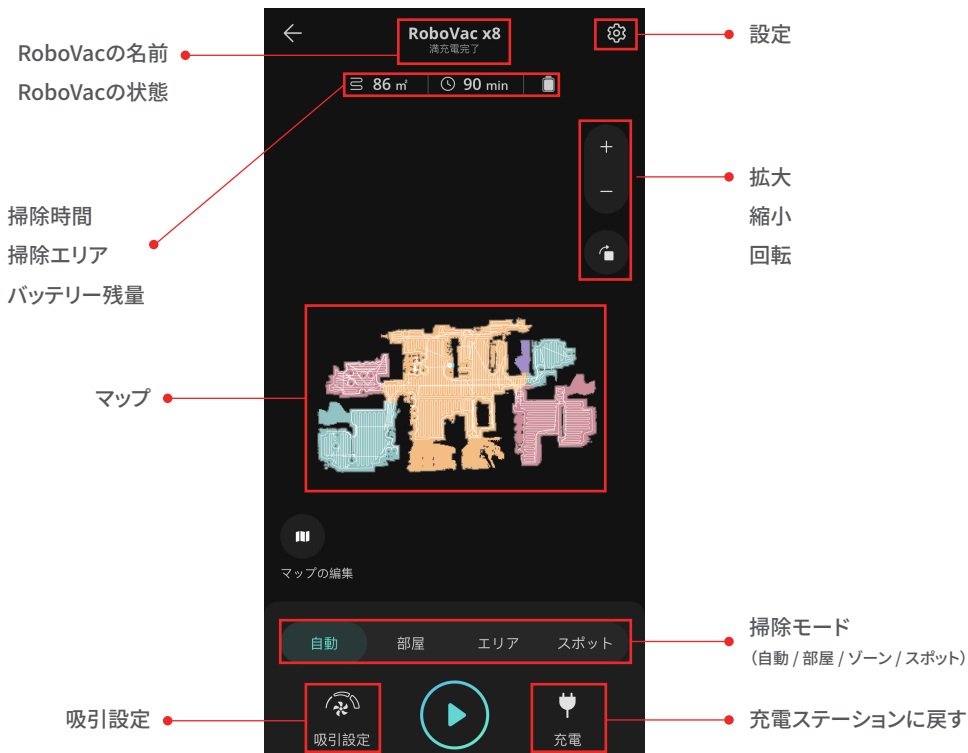 RoboVac x8
満充電完了
86 ㎡ 90 min
RoboVacの名前
RoboVacの状態
設定
掃除時間
掃除エリア
バッテリー残量
拡大
縮小
回転
マップ
マップの編集
自動 部屋 エリア スポット
掃除モード
(自動 / 部屋 / ゾーン / スポット)
吸引設定
吸引設定
充電
充電ステーションに戻す